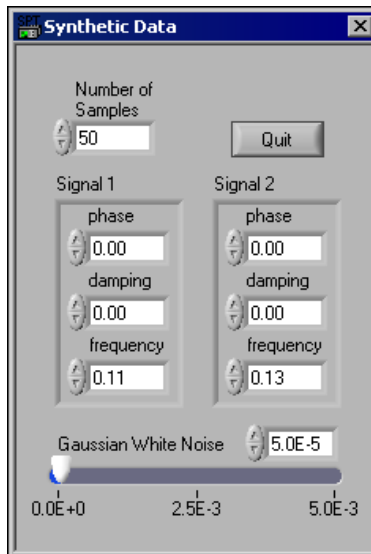 SPT
Synthetic Data
Number of
Samples
50
Quit
Signal 1
Signal 2
phase
phase
0.00
0.00
damping
damping
0.00
0.00
frequency
frequency
0.11
0.13
Gaussian White Noise
5.0E-5
0.0E+0
2.5E-3
5.0E-3